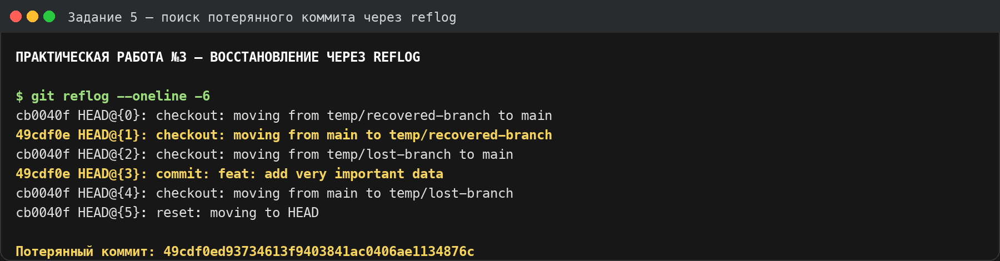 Задание 5 — поиск потерянного коммита через reflog
ПРАКТИЧЕСКАЯ РАБОТА №3 — ВОССТАНОВЛЕНИЕ ЧЕРЕЗ REFLOG
$ git reflog --oneline -6
cb0040f HEAD@{0}: checkout: moving from temp/recovered-branch to main
49cdf0e HEAD@{1}: checkout: moving from main to temp/recovered-branch
cb0040f HEAD@{2}: checkout: moving from temp/lost-branch to main
49cdf0e HEAD@{3}: commit: feat: add very important data
cb0040f HEAD@{4}: checkout: moving from main to temp/lost-branch
cb0040f HEAD@{5}: reset: moving to HEAD
Потерянный коммит: 49cdf0ed93734613f9403841ac0406ae1134876c